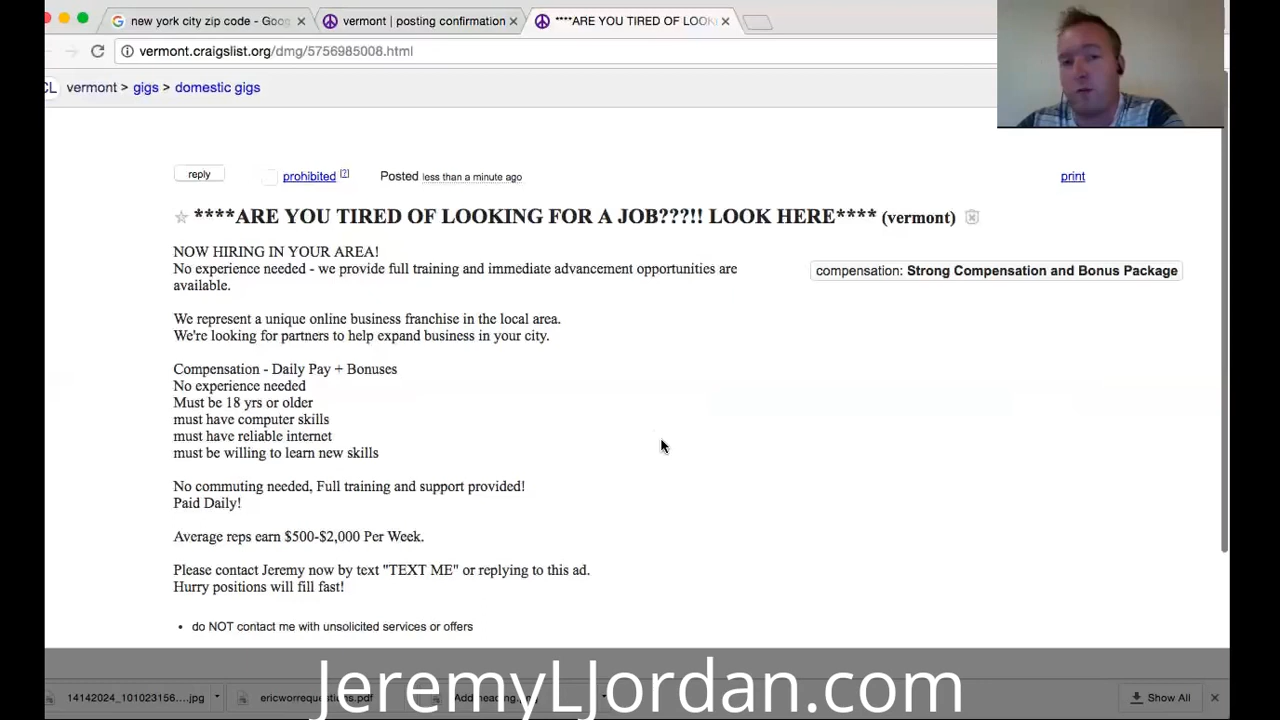 new york city zip code - Goo
vermont | posting confirmation
****ARE YOU TIRED OF LOOK
vermont.craigslist.org/dmg/5756985008.html
CL vermont > gigs > domestic gigs
reply
prohibited [?]
Posted less than a minute ago
print
****ARE YOU TIRED OF LOOKING FOR A JOB???!! LOOK HERE**** (vermont)
NOW HIRING IN YOUR AREA!
No experience needed - we provide full training and immediate advancement opportunities are
available.
compensation: Strong Compensation and Bonus Package
We represent a unique online business franchise in the local area.
We're looking for partners to help expand business in your city.
Compensation - Daily Pay + Bonuses
No experience needed
Must be 18 yrs or older
must have computer skills
must have reliable internet
must be willing to learn new skills
No commuting needed, Full training and support provided!
Paid Daily!
Average reps earn $500-$2,000 Per Week.
Please contact Jeremy now by text "TEXT ME" or replying to this ad.
Hurry positions will fill fast!
• do NOT contact me with unsolicited services or offers
14142024_101023156....jpg
Show All
JeremyLJordan.com